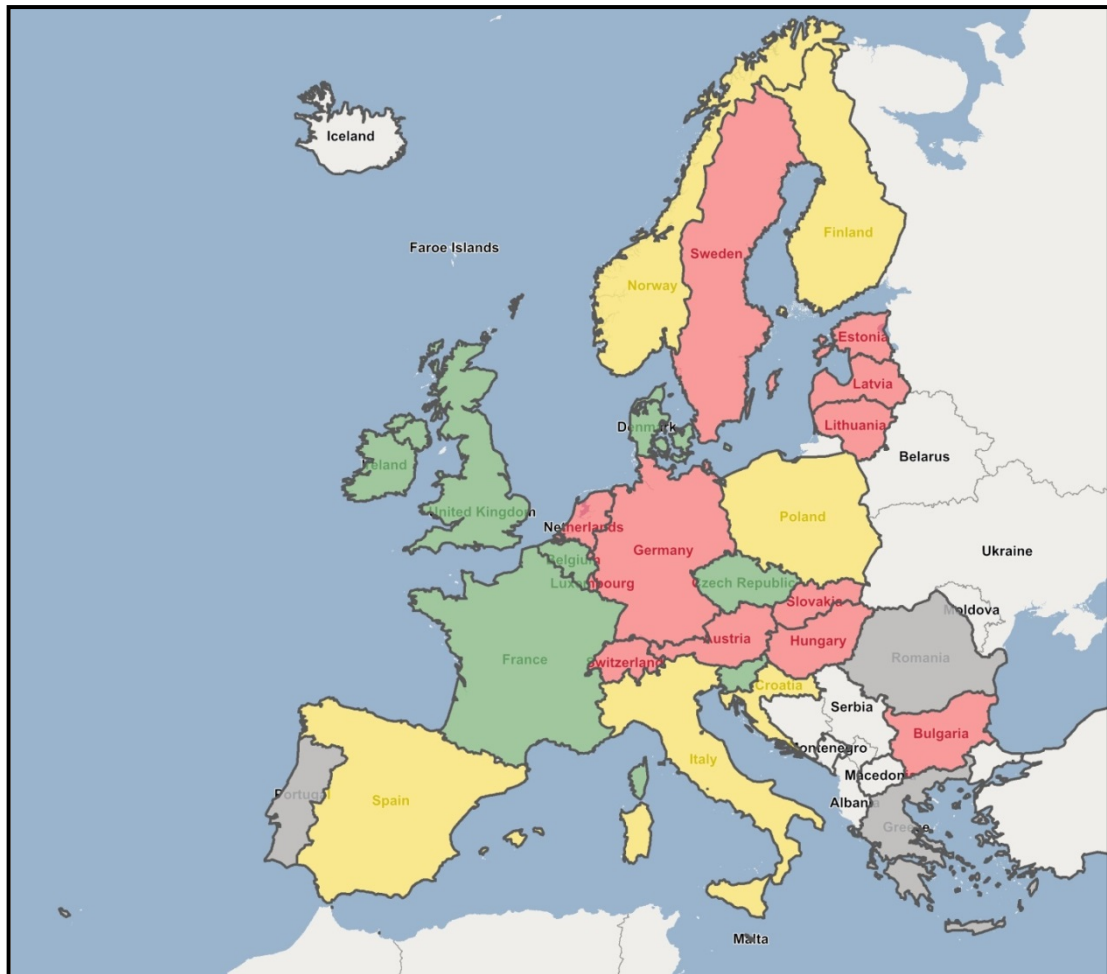 Iceland
Faroe Islands
Finland
Sweden
Norway
Estonia
Latvia
Lithuania
Denmark
Belarus
Ireland
United Kingdom
Netherlands
Poland
Germany
Ukraine
Belgium
Luxembourg
Czech Republic
Slovakia
Moldova
Austria
Hungary
France
Switzerland
Romania
Croatia
Serbia
Bulgaria
Montenegro
Italy
Macedonia
Portugal
Spain
Albania
Greece
Malta